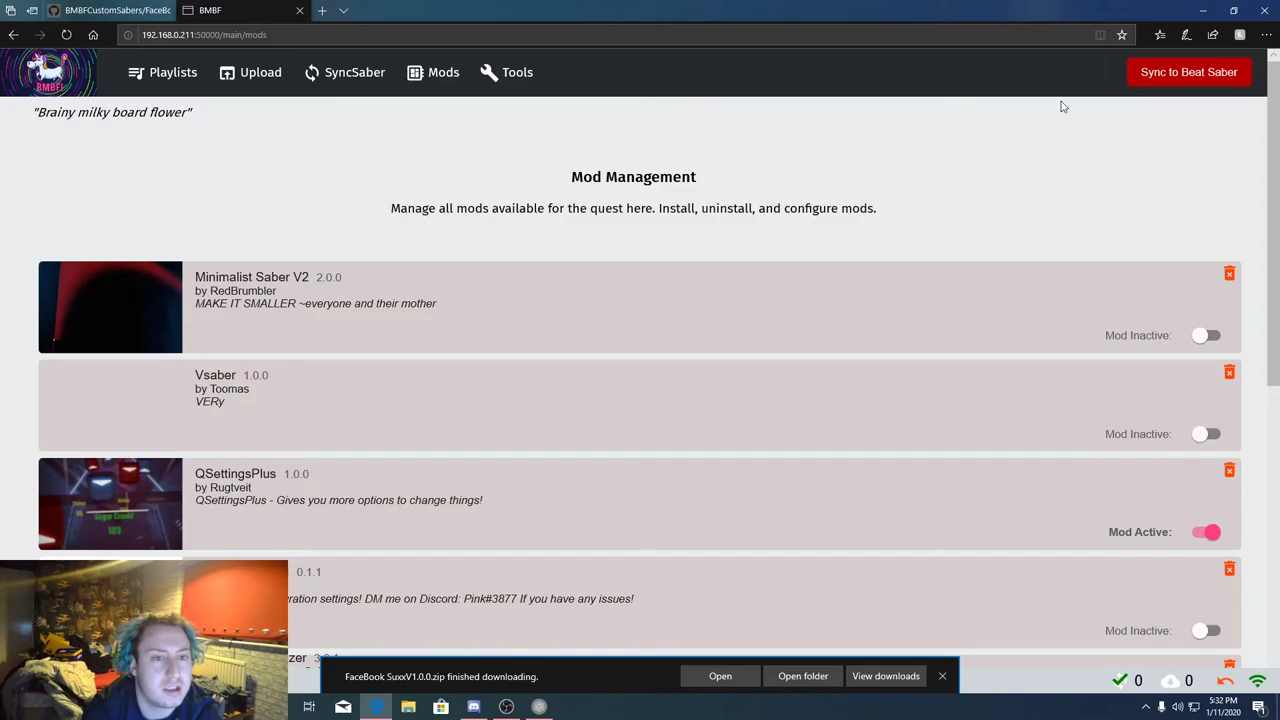 BMBFCustomSabers/FaceBo
BMBF
192.168.0.211:50000/main/mods
BMBF!
Playlists
Upload
SyncSaber
Mods
Tools
Sync to Beat Saber
"Brainy milky board flower"
Mod Management
Manage all mods available for the quest here. Install, uninstall, and configure mods.
Minimalist Saber V2 2.0.0
by RedBrumbler
MAKE IT SMALLER ~everyone and their mother
Mod Inactive:
Vsaber 1.0.0
by Toomas
VERy
Mod Inactive:
QSettingsPlus 1.0.0
by Rugtveit
QSettingsPlus - Gives you more options to change things!
Mod Active:
0.1.1
ration settings! DM me on Discord: Pink#3877 If you have any issues!
Mod Inactive:
zer
FaceBook SuxxV1.0.0.zip finished downloading.
Open
Open folder
View downloads
0
0
5:32 PM
1/11/2020